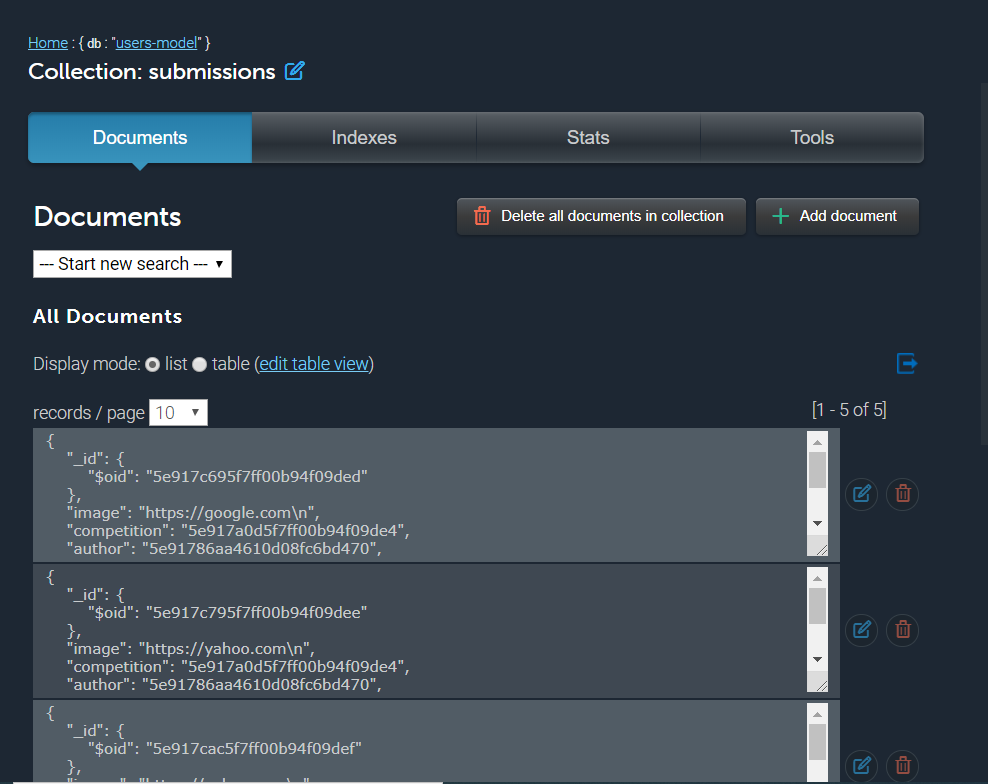 Home : { db : "users-model" }
Collection: submissions
Documents Indexes Stats Tools
Documents
Delete all documents in collection
Add document
--- Start new search ---
All Documents
Display mode: list table (edit table view)
records / page 10
[1 - 5 of 5]
{
"_id": {
"$oid": "5e917c695f7ff00b94f09ded"
},
"image": "https://google.com\n",
"competition": "5e917a0d5f7ff00b94f09de4",
"author": "5e91786aa4610d08fc6bd470",
{
"_id": {
"$oid": "5e917c795f7ff00b94f09dee"
},
"image": "https://yahoo.com\n",
"competition": "5e917a0d5f7ff00b94f09de4",
"author": "5e91786aa4610d08fc6bd470",
{
"_id": {
"$oid": "5e917cac5f7ff00b94f09def"
},